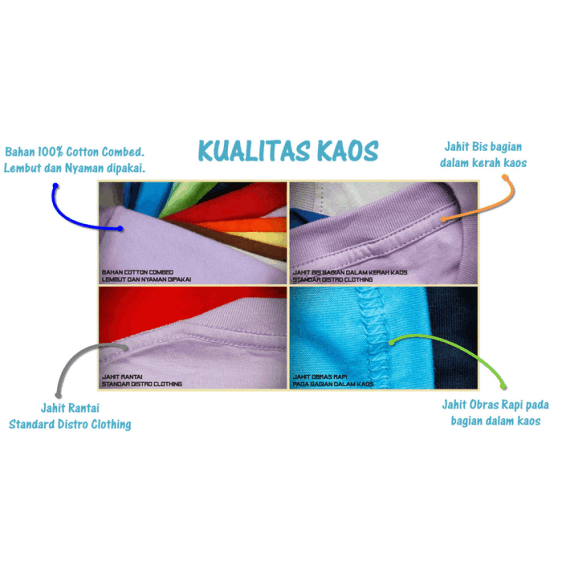 KUALITAS KAOS
Bahan 100% Cotton Combed.
Lembut dan Nyaman dipakai.
Jahit Bis bagian
dalam kerah kaos
BAHAN COTTON COMBED
LEMBUT DAN NYAMAN DIPAKAI
JAHIT BIS BAGIAN DALAM KERAH KAOS
STANDAR DISTRO CLOTHING
JAHIT RANTAI
STANDAR DISTRO CLOTHING
JAHIT OBRAS RAPI
PADA BAGIAN DALAM KAOS
Jahit Rantai
Standard Distro Clothing
Jahit Obras Rapi pada
bagian dalam kaos